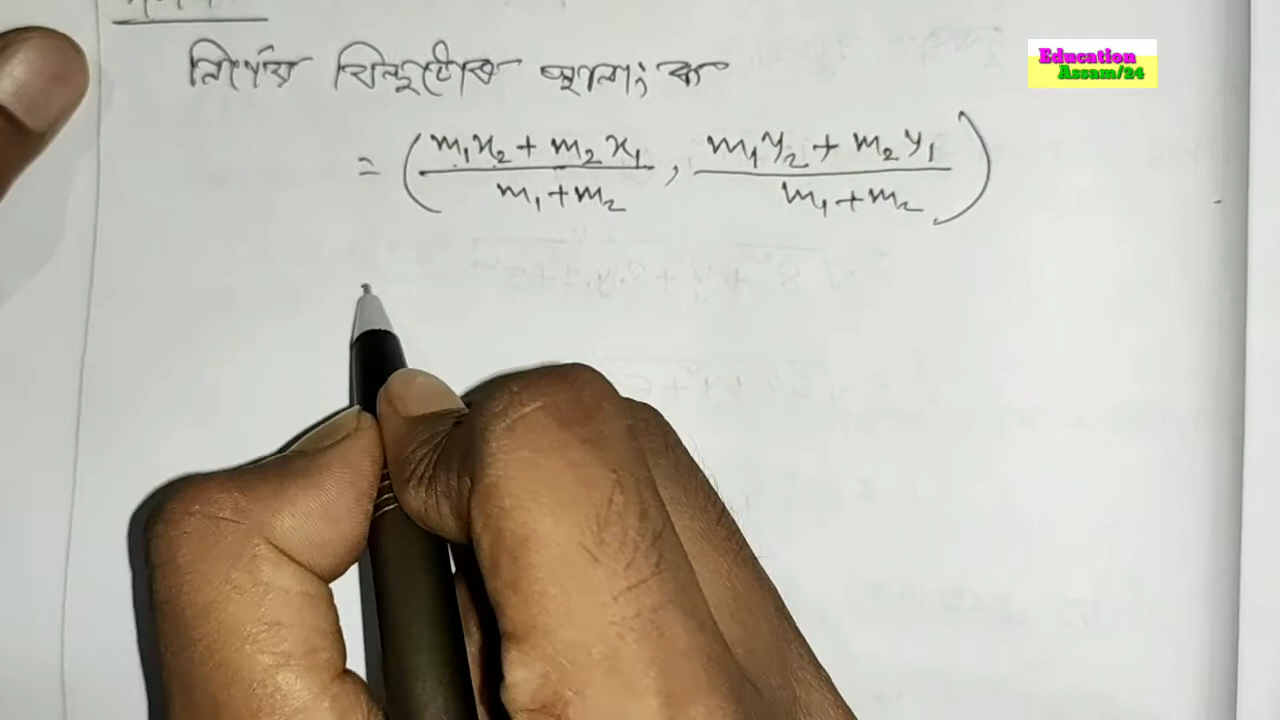 নিৰ্ণেয় বিন্দুটোৰ স্থানাংক
= (m₁x₂ + m₂x₁ / m₁+m₂ , m₁y₂ + m₂y₁ / m₁+m₂)
Education
Assam/24